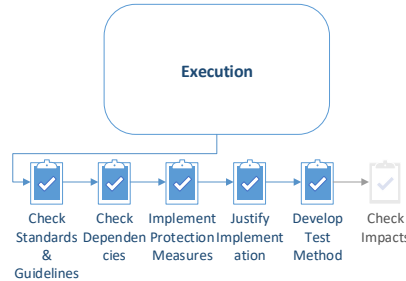 Execution
Check Check Implement Justify Develop Check
Standards Dependen Protection Implement Test Impacts
& cies Measures ation Method
Guidelines